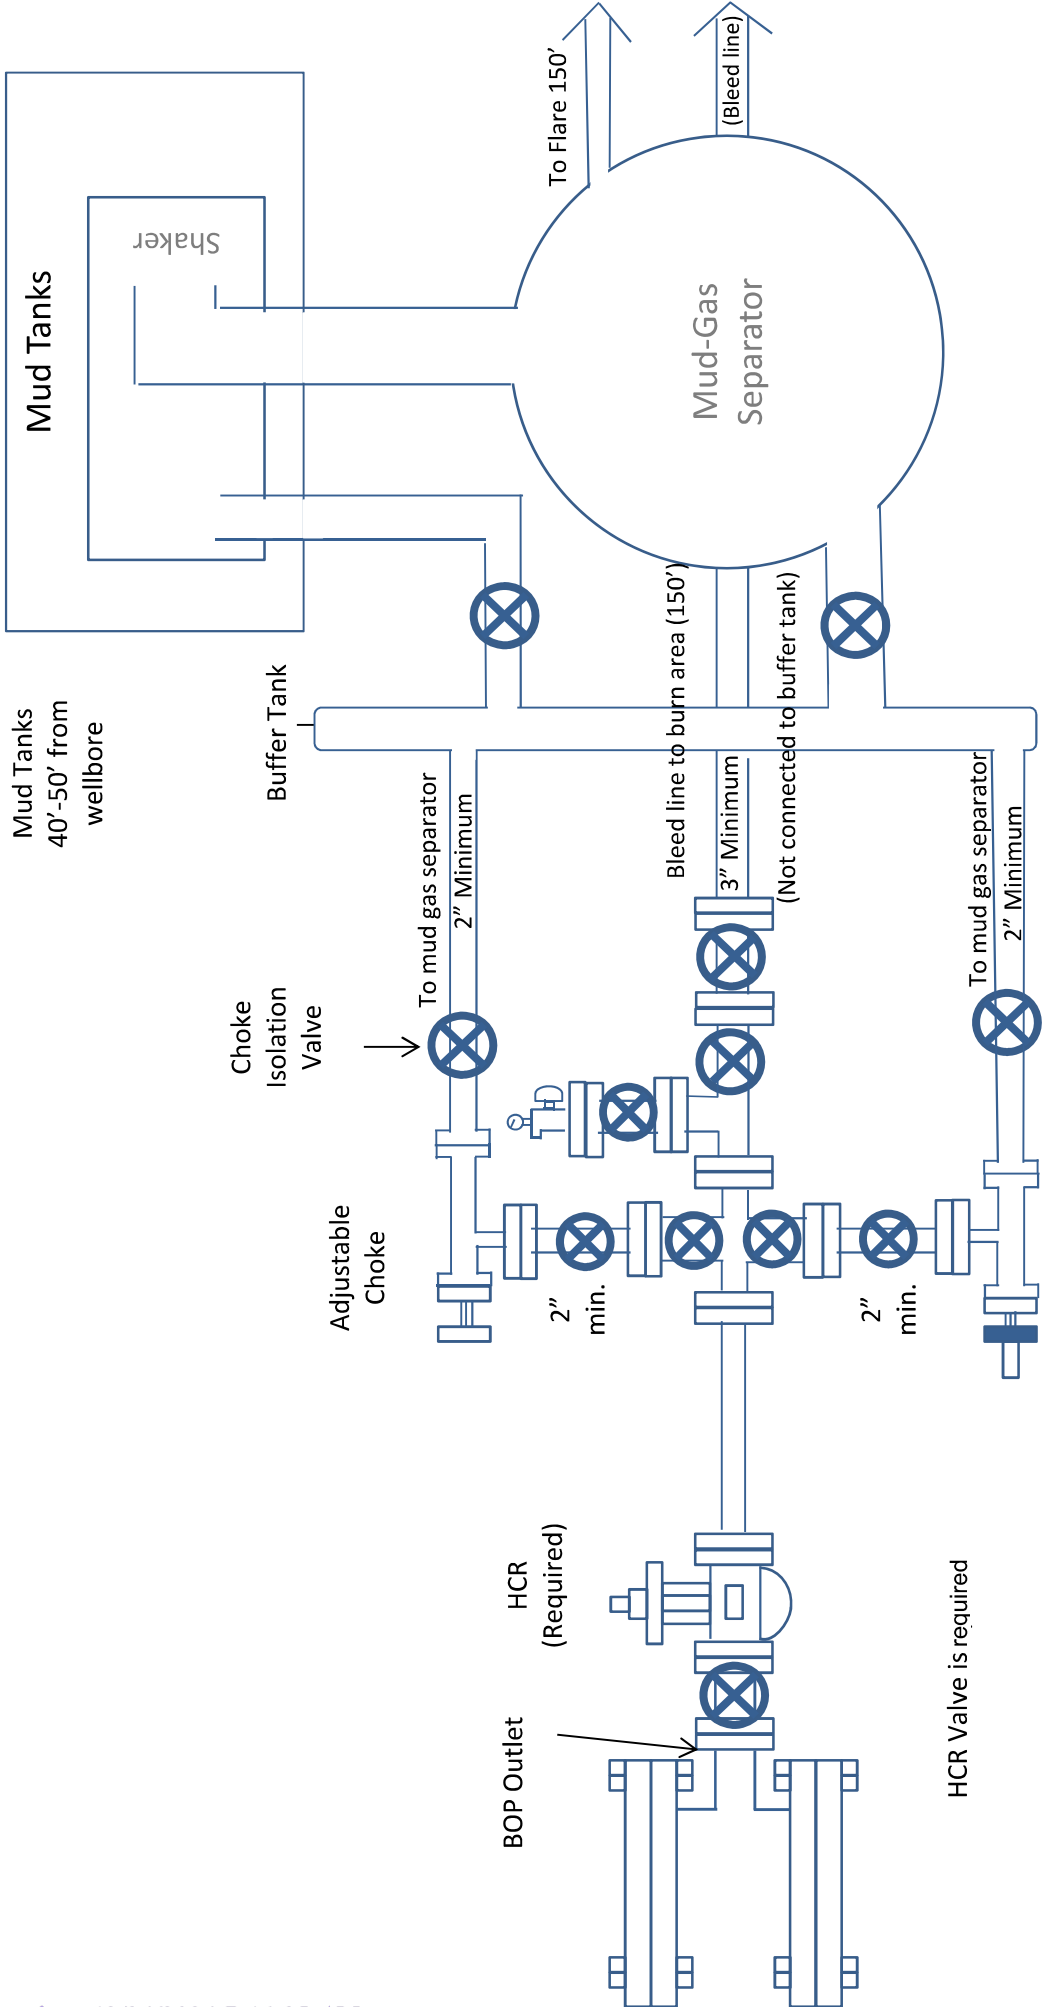 Mud Tanks
Shaker
To Flare 150’
(Bleed line)
Mud-Gas
Separator
Mud Tanks
40’-50’ from
wellbore
Buffer Tank
Bleed line to burn area (150’)
3” Minimum
(Not connected to buffer tank)
To mud gas separator
2” Minimum
To mud gas separator
2” Minimum
Choke
Isolation
Valve
Adjustable
Choke
2”
min.
2”
min.
HCR
(Required)
BOP Outlet
HCR Valve is required